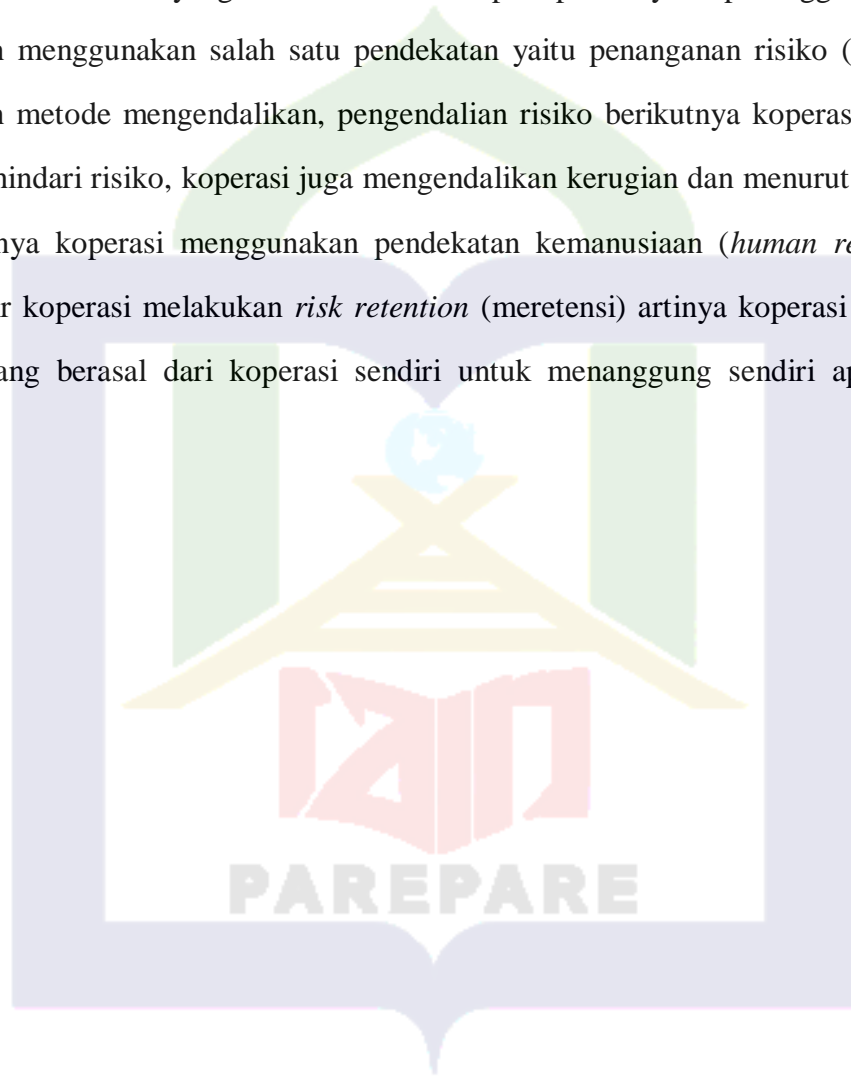 menggunakan salah satu pendekatan yaitu penanganan risiko (
metode mengendalikan, pengendalian risiko berikutnya koperas
hindari risiko, koperasi juga mengendalikan kerugian dan menurut
nya koperasi menggunakan pendekatan kemanusiaan (human re
r koperasi melakukan risk retention (meretensi) artinya koperasi
ang berasal dari koperasi sendiri untuk menanggung sendiri ap
iain
PAREPARE